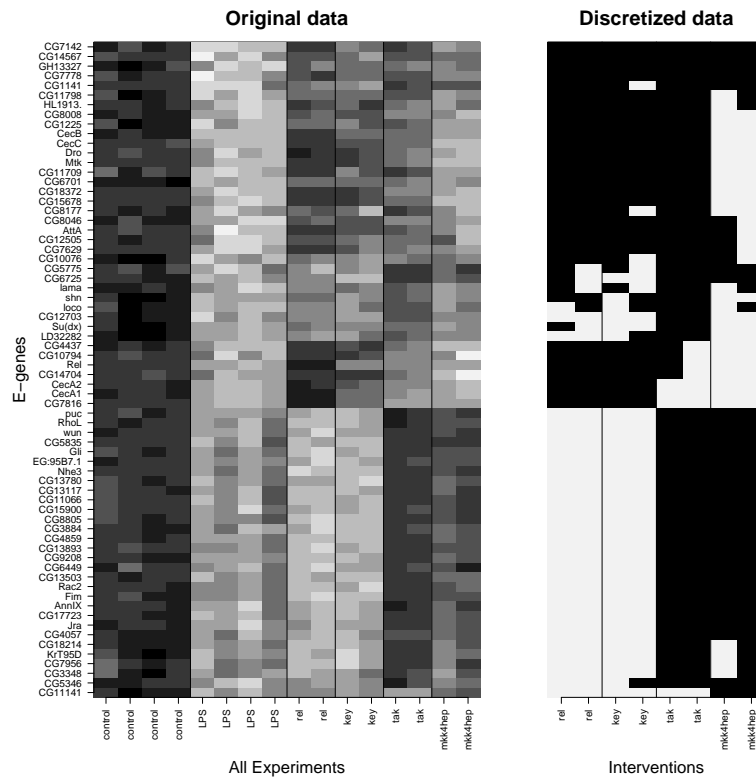 Original data
Discretized data
CG7142
CG14567
GH13327
CG7778
CG1141
CG11798
HL1913.
CG8008
CG1225
CecB
CecC
Dro
Mtk
CG11709
CG6701
CG18372
CG15678
CG8177
CG8046
AttA
CG12505
CG7629
CG10076
CG5775
CG6725
lama
shn
loco
CG12703
Su(dx)
LD32282
CG4437
CG10794
Rel
CG14704
CecA2
CecA1
CG7816
puc
RhoL
wun
CG5835
Gli
EG:95B7.1
Nhe3
CG13780
CG13117
CG11066
CG15900
CG8805
CG3884
CG4859
CG13893
CG9208
CG6449
CG13503
Rac2
Fim
AnnIX
CG17723
Jra
CG4057
CG18214
KrT95D
CG7956
CG3348
CG5346
CG11141
E−genes
control
control
control
control
LPS
LPS
LPS
LPS
rel
rel
key
key
tak
tak
mkk4hep
mkk4hep
All Experiments
rel
rel
key
key
tak
tak
mkk4hep
mkk4hep
Interventions